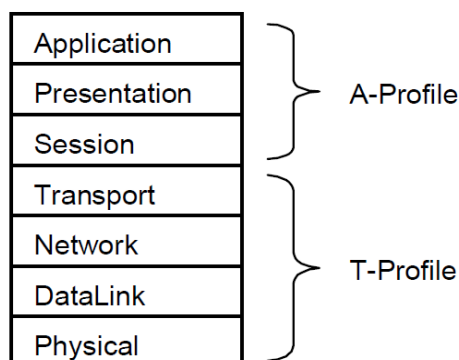 Application
Presentation
A-Profile
Session
Transport
Network
T-Profile
DataLink
Physical